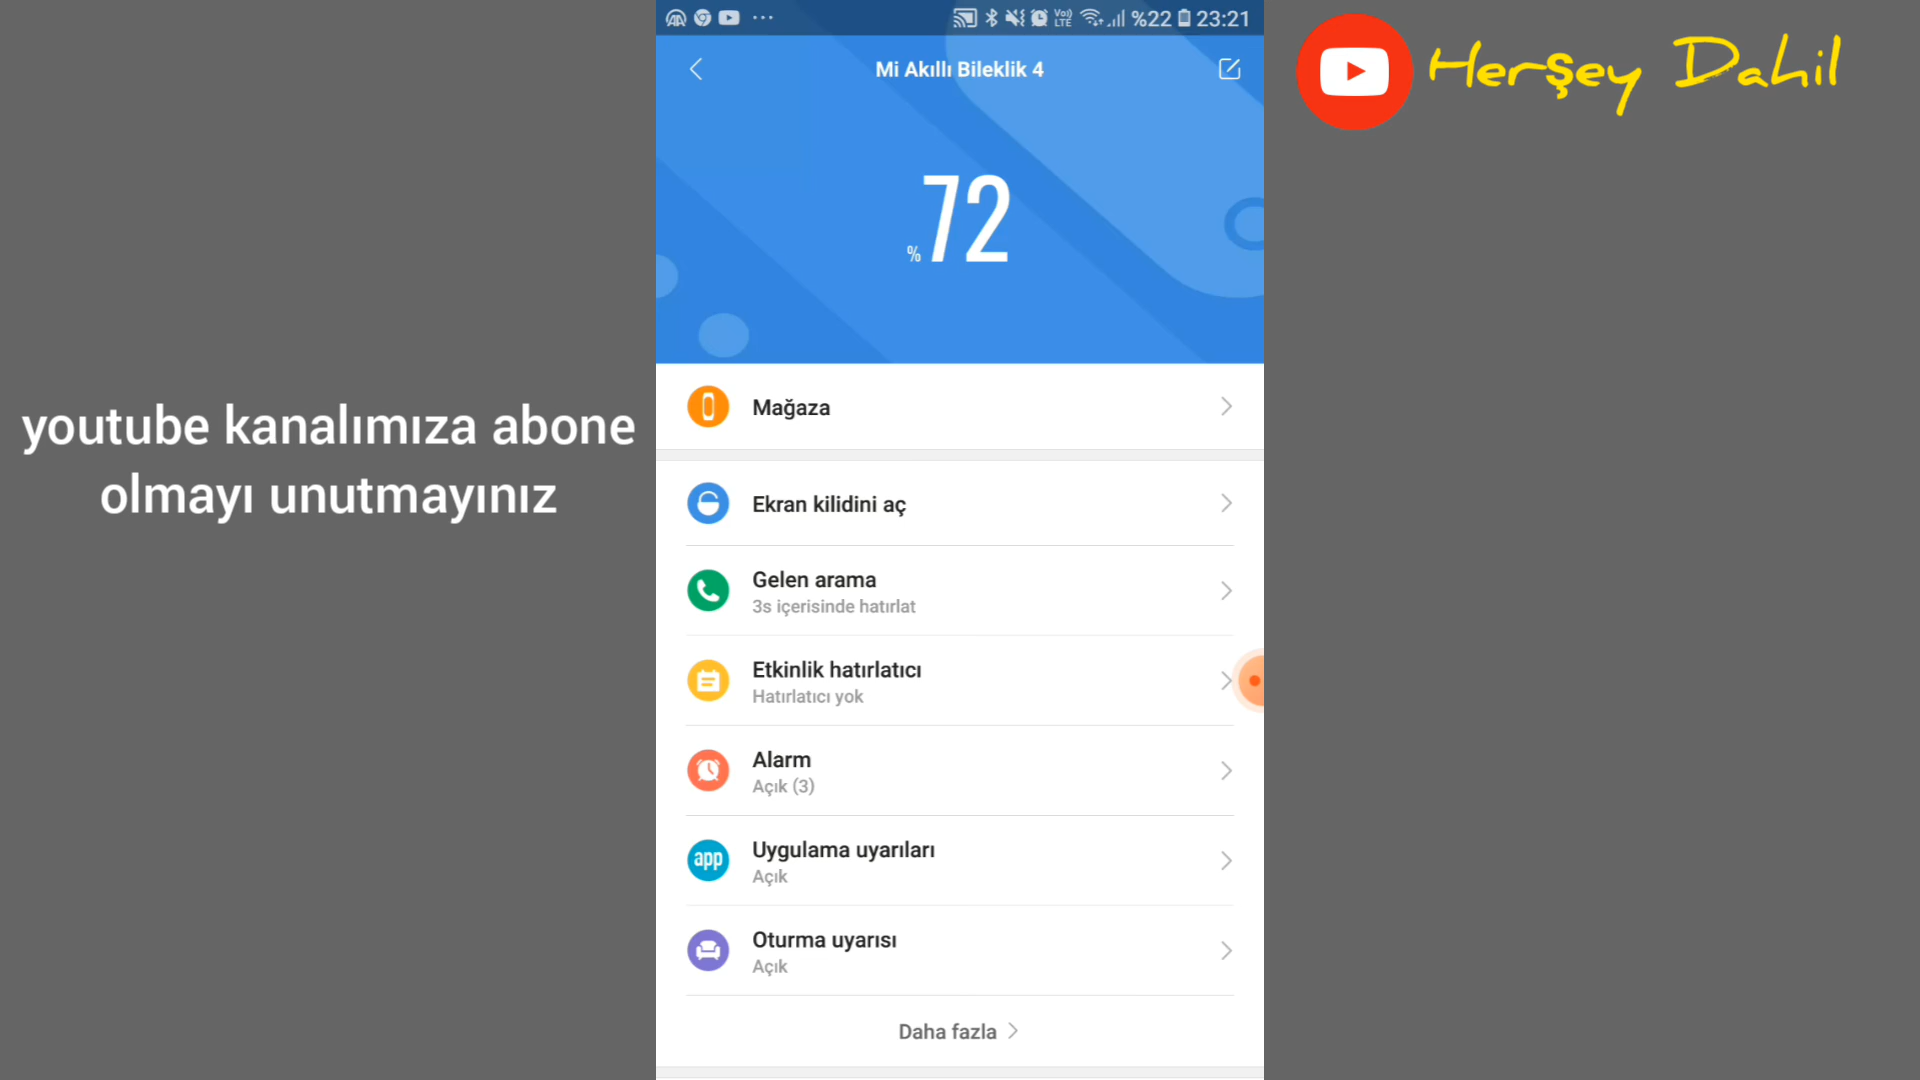 Vo))
LTE
%22
23:21
Mi Akıllı Bileklik 4
Herşey Dahil
%72
Mağaza
youtube kanalımıza abone
olmayı unutmayınız
Ekran kilidini aç
Gelen arama
3s içerisinde hatırlat
Etkinlik hatırlatıcı
Hatırlatıcı yok
Alarm
Açık (3)
app
Uygulama uyarıları
Açık
Oturma uyarısı
Açık
Daha fazla